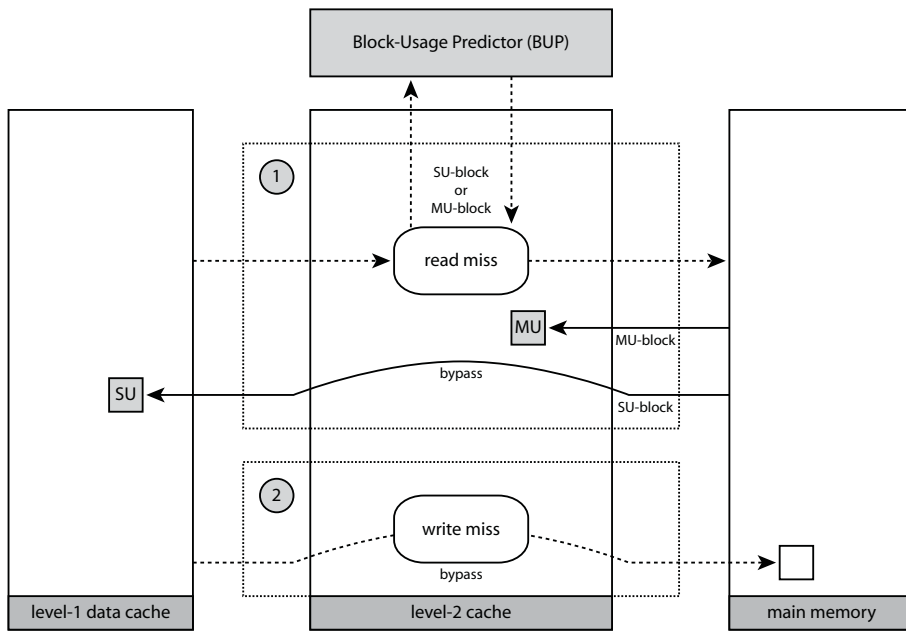 Block-Usage Predictor (BUP)
1
SU-block
or
MU-block
read miss
MU
MU-block
bypass
SU
SU-block
2
write miss
bypass
level-1 data cache
level-2 cache
main memory